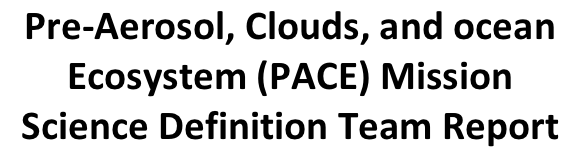 Pre-Aerosol, Clouds, and ocean
Ecosystem (PACE) Mission
Science Definition Team Report